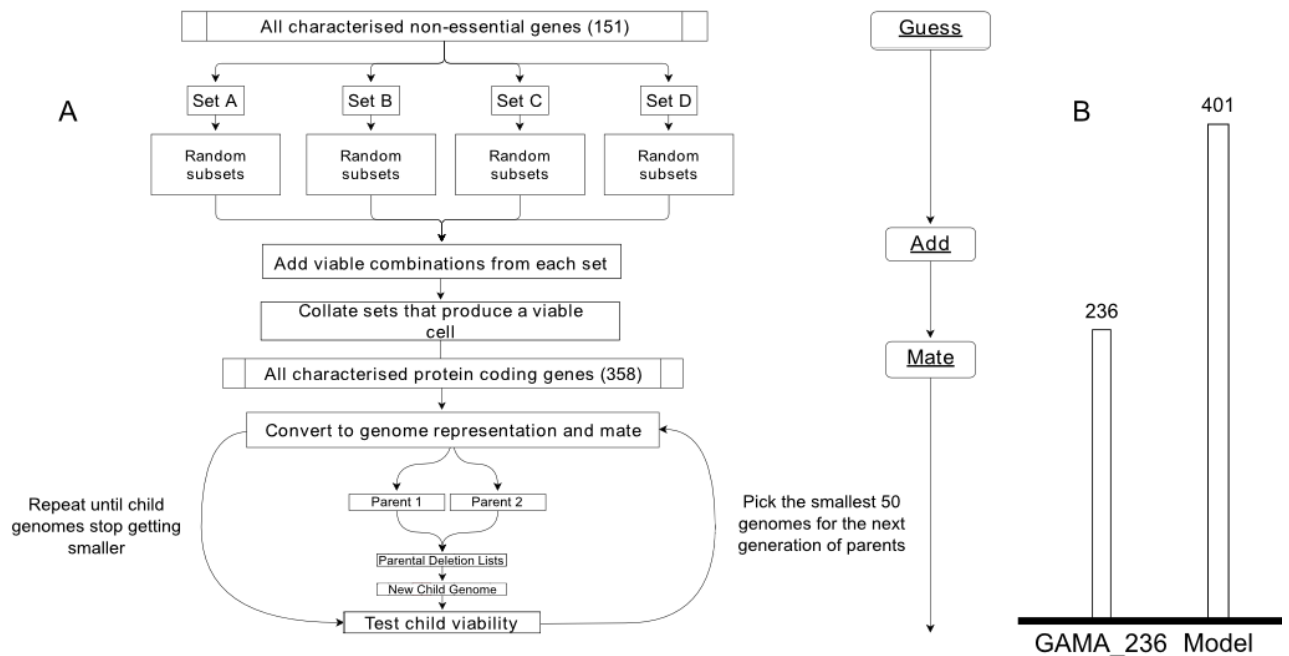 All characterised non-essential genes (151)
Guess
A
Set A
Set B
Set C
Set D
B
401
Random
subsets
Random
subsets
Random
subsets
Random
subsets
Add
Add viable combinations from each set
Collate sets that produce a viable
cell
236
Mate
All characterised protein coding genes (358)
Convert to genome representation and mate
Repeat until child
genomes stop getting
smaller
Parent 1
Parent 2
Pick the smallest 50
genomes for the next
generation of parents
Parental Deletion Lists
New Child Genome
Test child viability
GAMA_236
Model